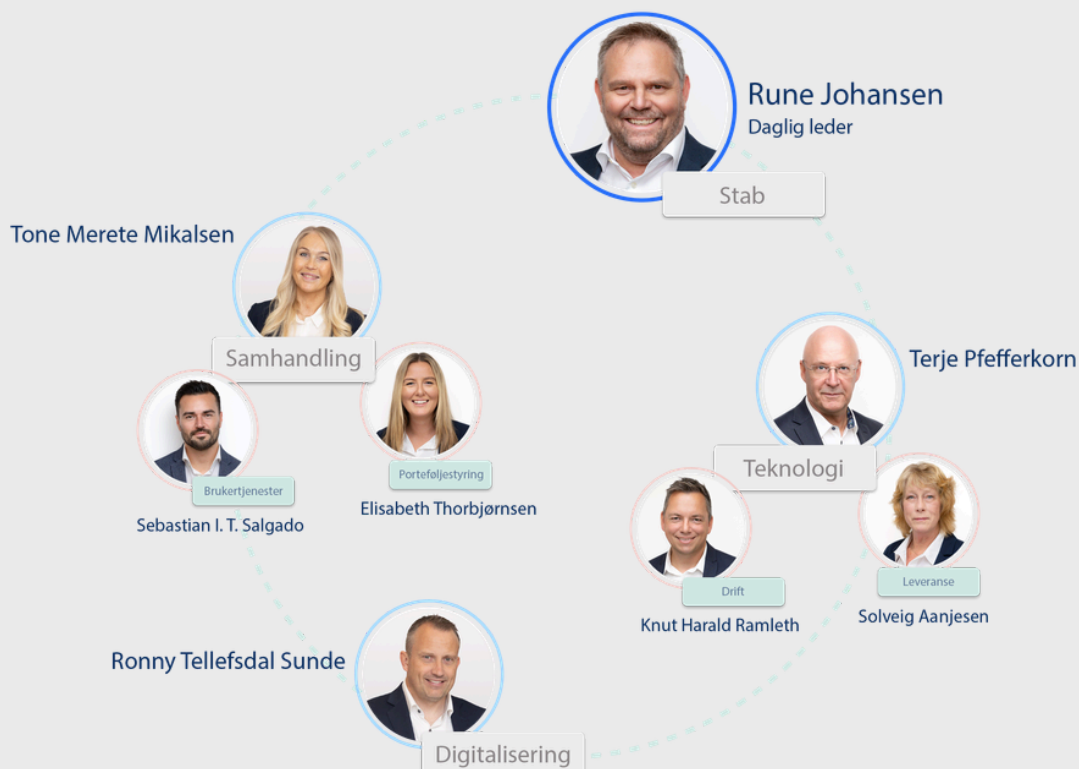 Rune Johansen
Daglig leder
Stab
Tone Merete Mikalsen
Samhandling
Terje Pfefferkorn
Teknologi
Brukertjenester
Sebastian I. T. Salgado
Porteføljestyring
Elisabeth Thorbjørnsen
Drift
Knut Harald Ramleth
Leveranse
Solveig Aanjesen
Ronny Tellefsdal Sunde
Digitalisering